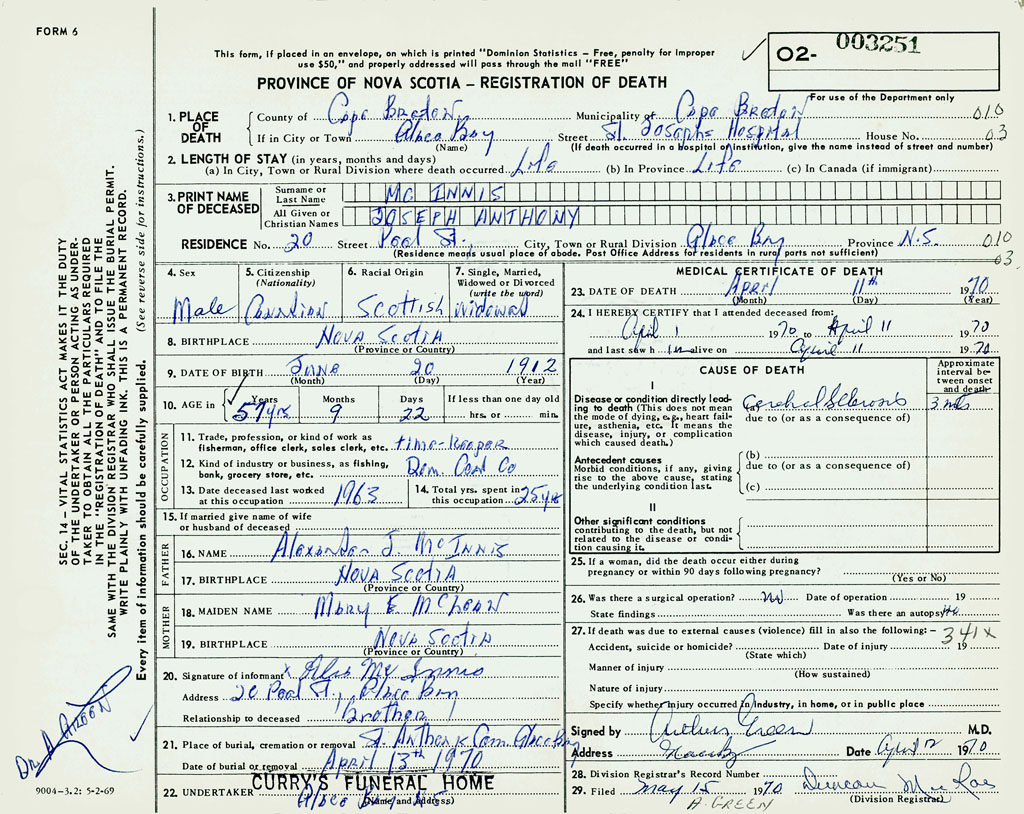 FORM 6
This form, if placed in an envelope, on which is printed "Dominion Statistics – Free, penalty for improper
use $50," and properly addressed will pass through the mail "FREE"
O2- 003251
PROVINCE OF NOVA SCOTIA – REGISTRATION OF DEATH
For use of the Department only
1. PLACE OF DEATH
County of Cape Breton Municipality of Cape Breton 010
If in City or Town Glace Bay Street St. Josephs Hospital House No. 03
(Name) (If death occurred in a hospital or institution, give the name instead of street and number)
2. LENGTH OF STAY (in years, months and days)
(a) In City, Town or Rural Division where death occurred Life (b) In Province Life (c) In Canada (if immigrant)
3. PRINT NAME OF DECEASED
Surname or Last Name MC INNIS
All Given or Christian Names JOSEPH ANTHONY
RESIDENCE No. 20 Street St. City, Town or Rural Division Glace Bay Province N.S. 010
(Residence means usual place of abode. Post Office Address for residents in rural parts not sufficient) 03
4. Sex Male
5. Citizenship (Nationality) Canadian
6. Racial Origin Scottish
7. Single, Married, Widowed or Divorced (write the word) Widowed
8. BIRTHPLACE Nova Scotia
(Province or Country)
9. DATE OF BIRTH June 20 1912
(Month) (Day) (Year)
10. AGE in Years Months Days If less than one day old
57 yrs 9 22 hrs. or min.
OCCUPATION
11. Trade, profession, or kind of work as
fisherman, office clerk, sales clerk, etc. time-keeper
12. Kind of industry or business, as fishing,
bank, grocery store, etc. Dom. Coal Co
13. Date deceased last worked at this occupation 1963
14. Total yrs. spent in this occupation 25 yrs
15. If married give name of wife
or husband of deceased
FATHER
16. NAME Alexander J. McInnis
17. BIRTHPLACE Nova Scotia
(Province or Country)
MOTHER
18. MAIDEN NAME Mary E. McLean
19. BIRTHPLACE Nova Scotia
(Province or Country)
20. Signature of informant x Alex Mc Innis
Address 20 St., Glace Bay
Relationship to deceased Brother
21. Place of burial, cremation or removal St. Anthony Cem. Glace Bay
Date of burial or removal April 13th 1970
22. UNDERTAKER CURRY'S FUNERAL HOME
Glace Bay N.S.
(Name and address)
MEDICAL CERTIFICATE OF DEATH
23. DATE OF DEATH April 11th 1970
(Month) (Day) (Year)
24. I HEREBY CERTIFY that I attended deceased from:
April 1 1970 to April 11 1970
and last saw h im alive on April 11 1970
CAUSE OF DEATH
Approximate interval between onset and death
I
Disease or condition directly leading to death (This does not mean the mode of dying, e.g., heart failure, asthenia, etc. It means the disease, injury, or complication which caused death.)
(a) Cerebral Sclerosis 3 mts
due to (or as a consequence of)
Antecedent causes
Morbid conditions, if any, giving rise to the above cause, stating the underlying condition last.
(b)
due to (or as a consequence of)
(c)
II
Other significant conditions
contributing to the death, but not related to the disease or condition causing it.
25. If a woman, did the death occur either during
pregnancy or within 90 days following pregnancy?
(Yes or No)
26. Was there a surgical operation? no Date of operation 19
State findings Was there an autopsy no
27. If death was due to external causes (violence) fill in also the following: – 341x
Accident, suicide or homicide? Date of injury 19
(State which)
Manner of injury
(How sustained)
Nature of injury
Specify whether injury occurred in Industry, in home, or in public place
Signed by Arthur Green M.D.
Address Date April 12 1970
28. Division Registrar's Record Number
29. Filed May 15 1970 Duncan Mac Rae
A. GREEN (Division Registrar)
SEC. 14 – VITAL STATISTICS ACT MAKES IT THE DUTY
OF THE UNDERTAKER OR PERSON ACTING AS UNDER-
TAKER TO OBTAIN ALL THE PARTICULARS REQUIRED
IN THE "REGISTRATION OF DEATH" AND TO FILE THE
SAME WITH THE DIVISION REGISTRAR WHO SHALL ISSUE THE BURIAL PERMIT.
WRITE PLAINLY WITH UNFADING INK. THIS IS A PERMANENT RECORD.
Every item of information should be carefully supplied. (See reverse side for instructions.)
Dr. A. GREEN
9004-3.2: 5-2-69